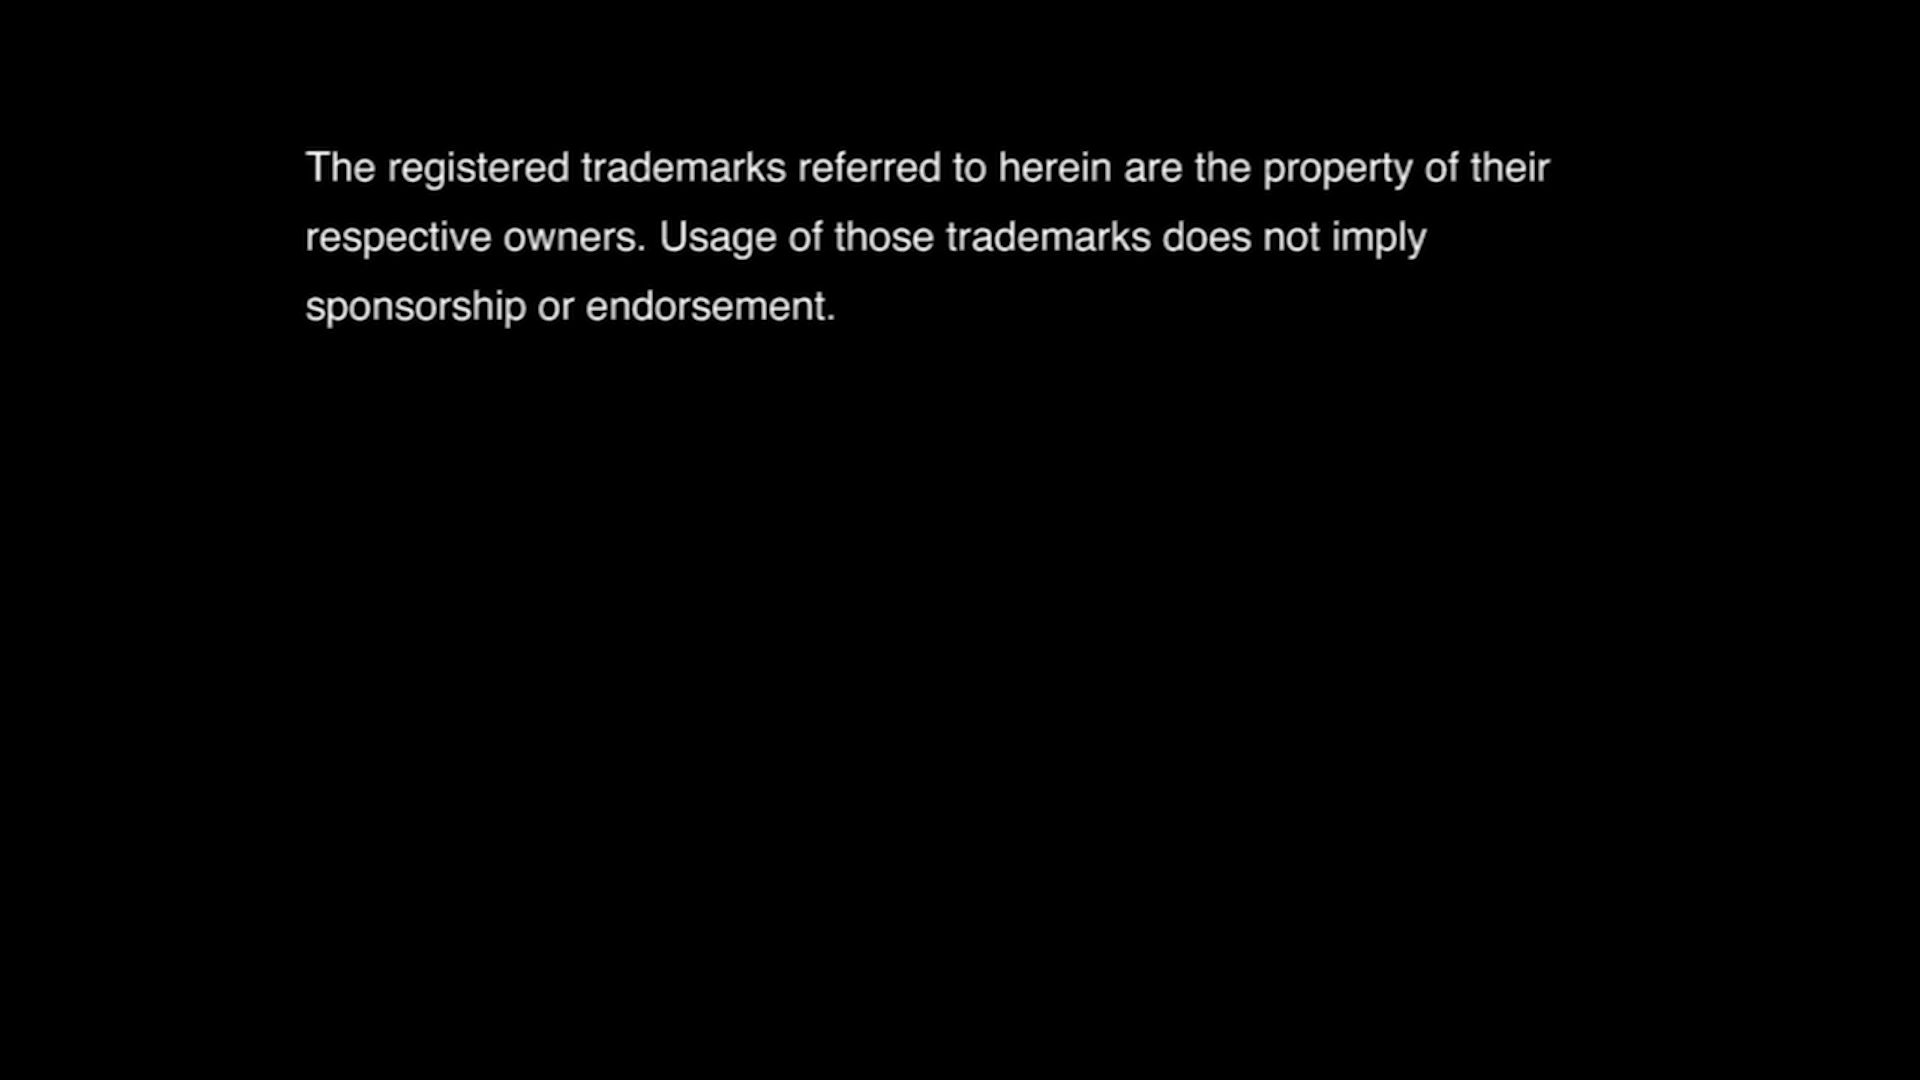 The registered trademarks referred to herein are the property of their
respective owners. Usage of those trademarks does not imply
sponsorship or endorsement.